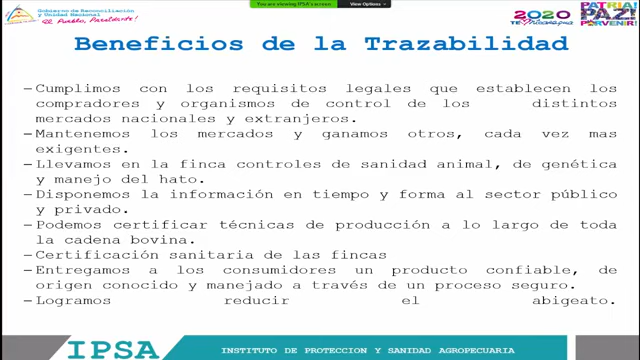 You are viewing IPSA's screen
View Options
Gobierno de Reconciliación
y Unidad Nacional
El Pueblo, Presidente!
2020
PATRIA!
PAZ!
PORVENIR!
Beneficios de la Trazabilidad
–Cumplimos con los requisitos legales que establecen los
compradores y organismos de control de los distintos
mercados nacionales y extranjeros.
–Mantenemos los mercados y ganamos otros, cada vez mas
exigentes.
–Llevamos en la finca controles de sanidad animal, de genética
y manejo del hato.
–Disponemos la información en tiempo y forma al sector público
y privado.
–Podemos certificar técnicas de producción a lo largo de toda
la cadena bovina.
–Certificación sanitaria de las fincas
–Entregamos a los consumidores un producto confiable, de
origen conocido y manejado a través de un proceso seguro.
–Logramos reducir el abigeato.
IPSA
INSTITUTO DE PROTECCION Y SANIDAD AGROPECUARIA